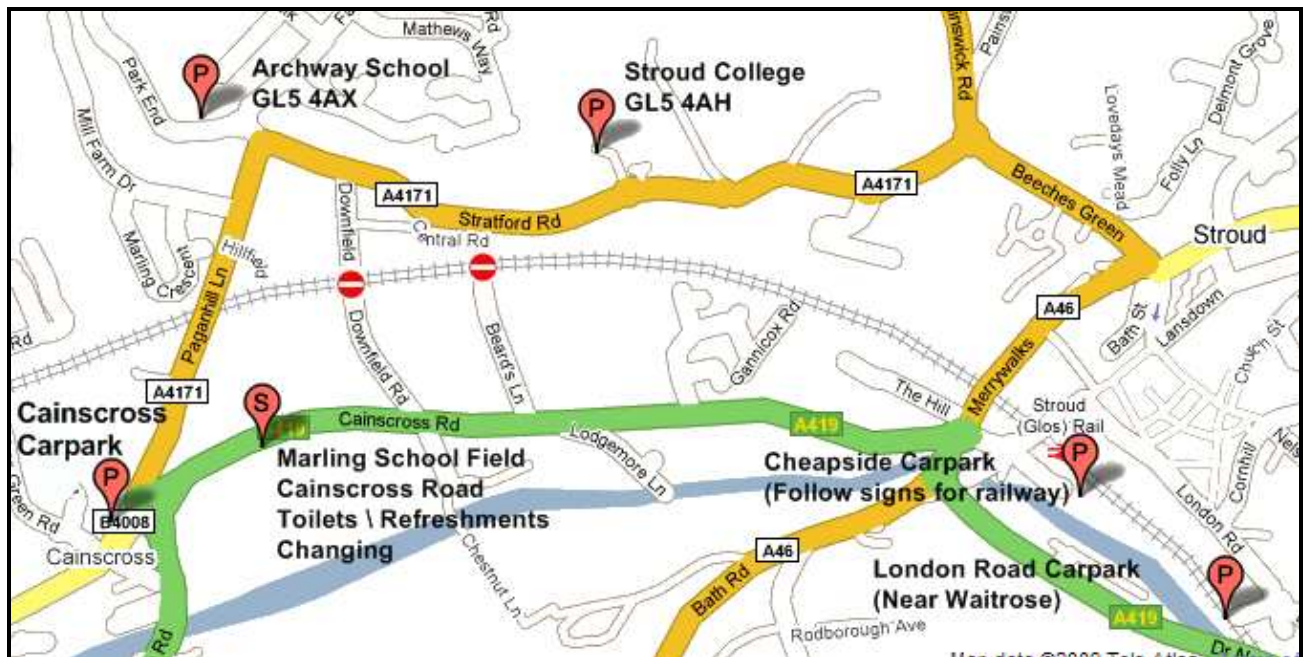 Mathews Way
Rd
Park End
Mill Farm Dr
P
Archway School
GL5 4AX
P
Stroud College
GL5 4AH
Lovedays Mead
Folly Ln
Delmont Grove
A4171
Stratford Rd
A4171
Beeches Green
Stroud
Downfield
Central Rd
Marling
Crescent
Hillfield
Paganhill Ln
A4171
A46
Merrywalks
Bath St
Lansdown
Rd
Downfield Rd
Beard's Ln
Gannicox Rd
The Hill
Stroud
(Glos) Rail
Cainscross
Carpark
P
S
Cainscross Rd
A419
Lodgemore Ln
Marling School Field
Cainscross Road
Toilets \ Refreshments
Changing
Cheapside Carpark
(Follow signs for railway)
P
Cornhill
London Rd
Green Rd
B4008
Cainscross
Chestnut Ln
A46
Bath Rd
London Road Carpark
(Near Waitrose)
P
A419
Rodborough Ave
Rd